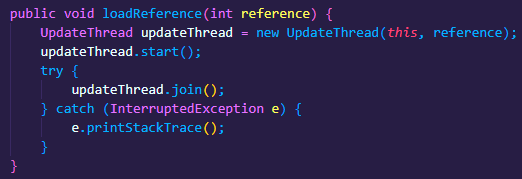 public void loadReference(int reference) {
    UpdateThread updateThread = new UpdateThread(this, reference);
    updateThread.start();
    try {
        updateThread.join();
    } catch (InterruptedException e) {
        e.printStackTrace();
    }
}